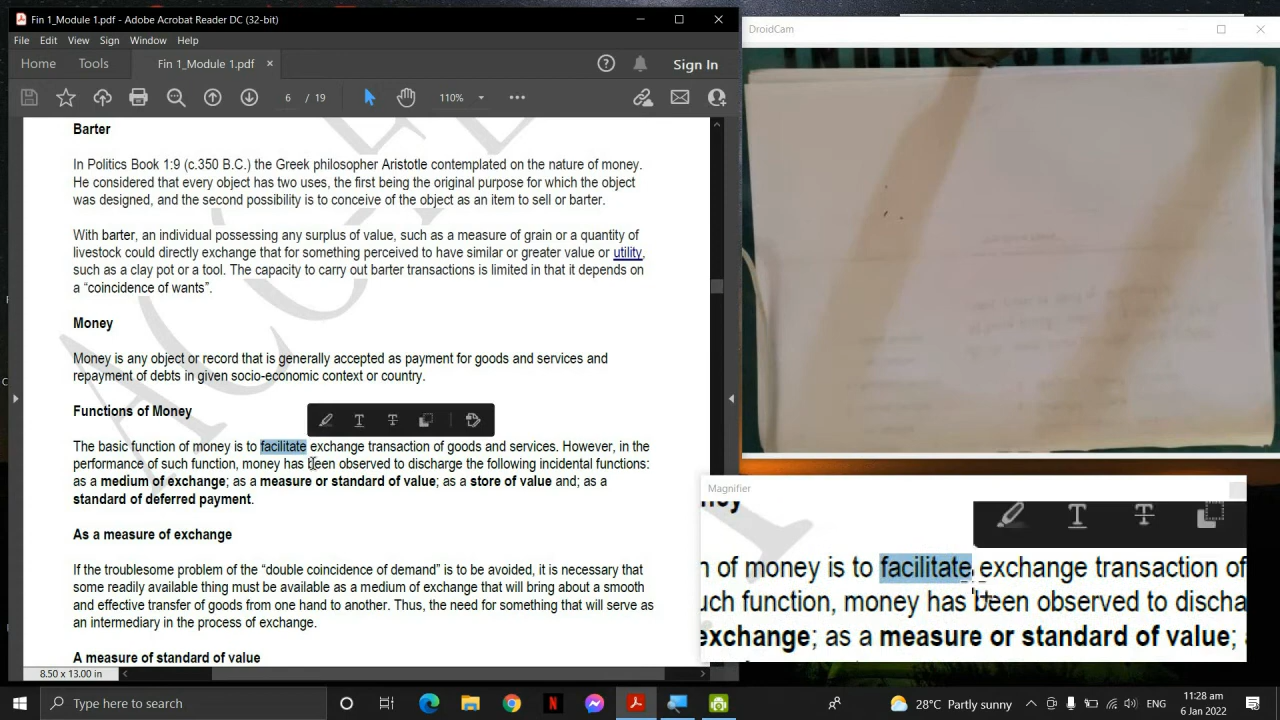 Fin 1_Module 1.pdf - Adobe Acrobat Reader DC (32-bit)
File Edit View Sign Window Help
Home Tools Fin 1_Module 1.pdf × Sign In
6 / 19 110%
Barter
In Politics Book 1:9 (c.350 B.C.) the Greek philosopher Aristotle contemplated on the nature of money.
He considered that every object has two uses, the first being the original purpose for which the object
was designed, and the second possibility is to conceive of the object as an item to sell or barter.
With barter, an individual possessing any surplus of value, such as a measure of grain or a quantity of
livestock could directly exchange that for something perceived to have similar or greater value or utility,
such as a clay pot or a tool. The capacity to carry out barter transactions is limited in that it depends on
a “coincidence of wants”.
Money
Money is any object or record that is generally accepted as payment for goods and services and
repayment of debts in given socio-economic context or country.
Functions of Money
The basic function of money is to facilitate exchange transaction of goods and services. However, in the
performance of such function, money has been observed to discharge the following incidental functions:
as a medium of exchange; as a measure or standard of value; as a store of value and; as a
standard of deferred payment.
As a measure of exchange
If the troublesome problem of the “double coincidence of demand” is to be avoided, it is necessary that
some readily available thing must be available as a medium of exchange that will bring about a smooth
and effective transfer of goods from one hand to another. Thus, the need for something that will serve as
an intermediary in the process of exchange.
A measure of standard of value
8.50 x 13.00 in
DroidCam
Magnifier
of money is to facilitate exchange transaction of
function, money has been observed to
exchange; as a measure or standard of value;
Type here to search
28°C Partly sunny
ENG
11:28 am
6 Jan 2022